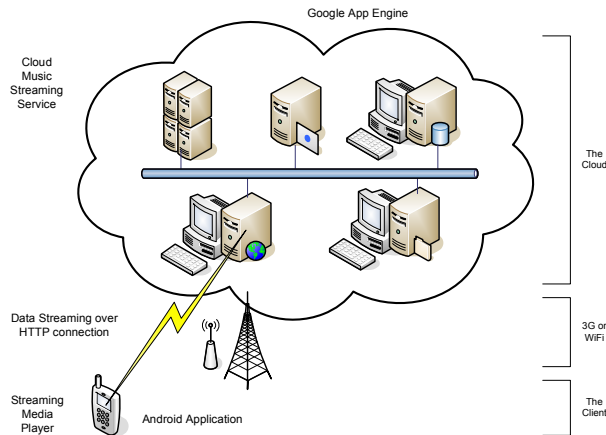 Google App Engine
Cloud
Music
Streaming
Service
The
Cloud
Data Streaming over
HTTP connection
3G or
WiFi
Streaming
Media
Player
Android Application
The
Client